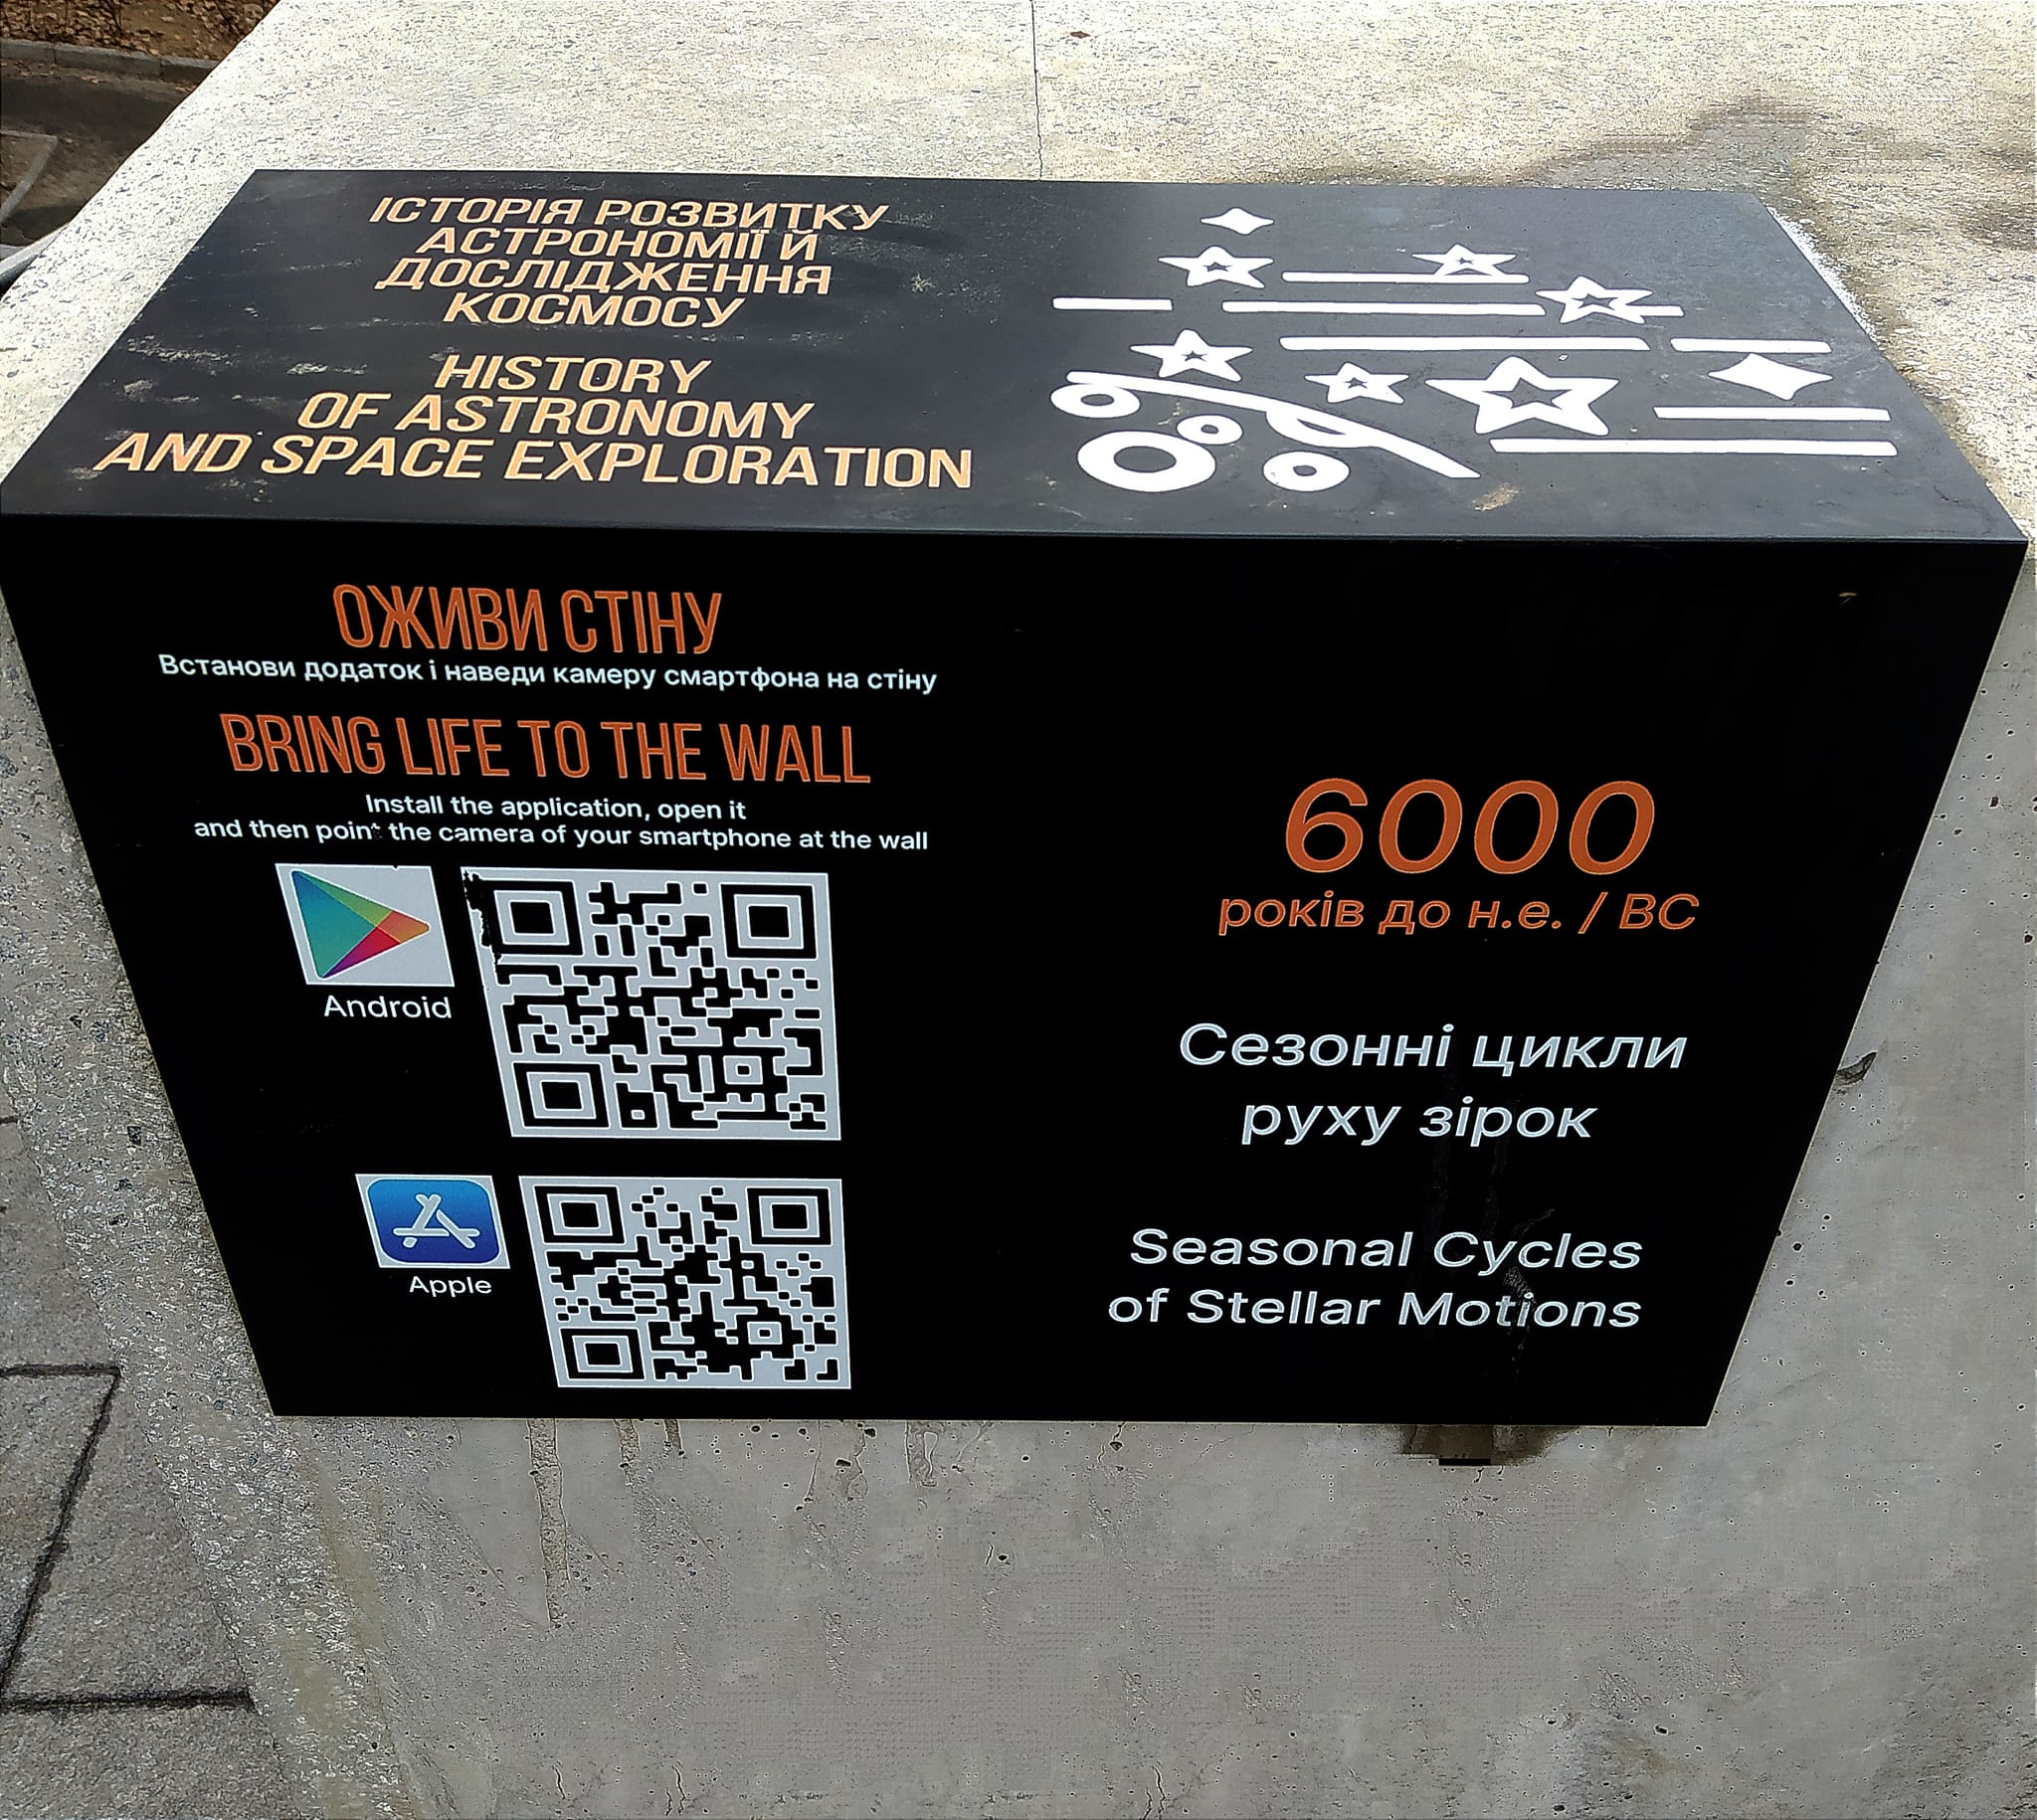 ІСТОРІЯ РОЗВИТКУ
АСТРОНОМІЇ Й
ДОСЛІДЖЕННЯ
КОСМОСУ
HISTORY
OF ASTRONOMY
AND SPACE EXPLORATION
ОЖИВИ СТІНУ
Встанови додаток і наведи камеру смартфона на стіну
BRING LIFE TO THE WALL
Install the application, open it
and then point the camera of your smartphone at the wall
Android
Apple
6000
років до н.е. / BC
Сезонні цикли
руху зірок
Seasonal Cycles
of Stellar Motions